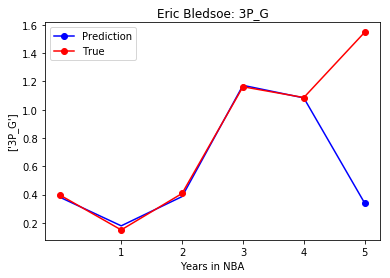 Eric Bledsoe: 3P_G
Prediction
True
1.6
1.4
1.2
1.0
0.8
0.6
0.4
0.2
['3P_G']
1 2 3 4 5
Years in NBA